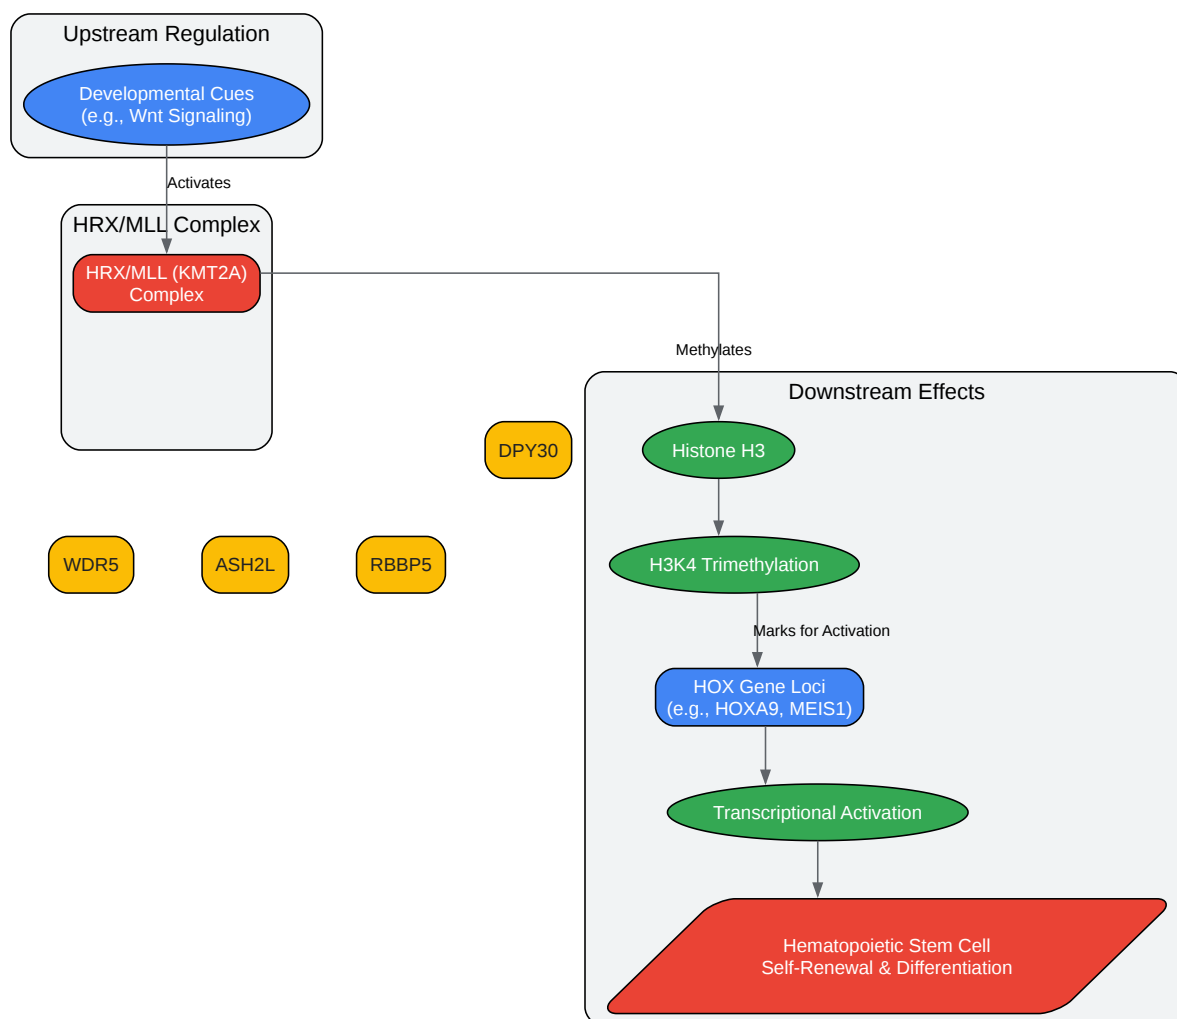 Upstream Regulation
Developmental Cues
(e.g., Wnt Signaling)
Activates
HRX/MLL Complex
HRX/MLL (KMT2A)
Complex
Methylates
Downstream Effects
DPY30
Histone H3
WDR5
ASH2L
RBBP5
H3K4 Trimethylation
Marks for Activation
HOX Gene Loci
(e.g., HOXA9, MEIS1)
Transcriptional Activation
Hematopoietic Stem Cell
Self-Renewal & Differentiation